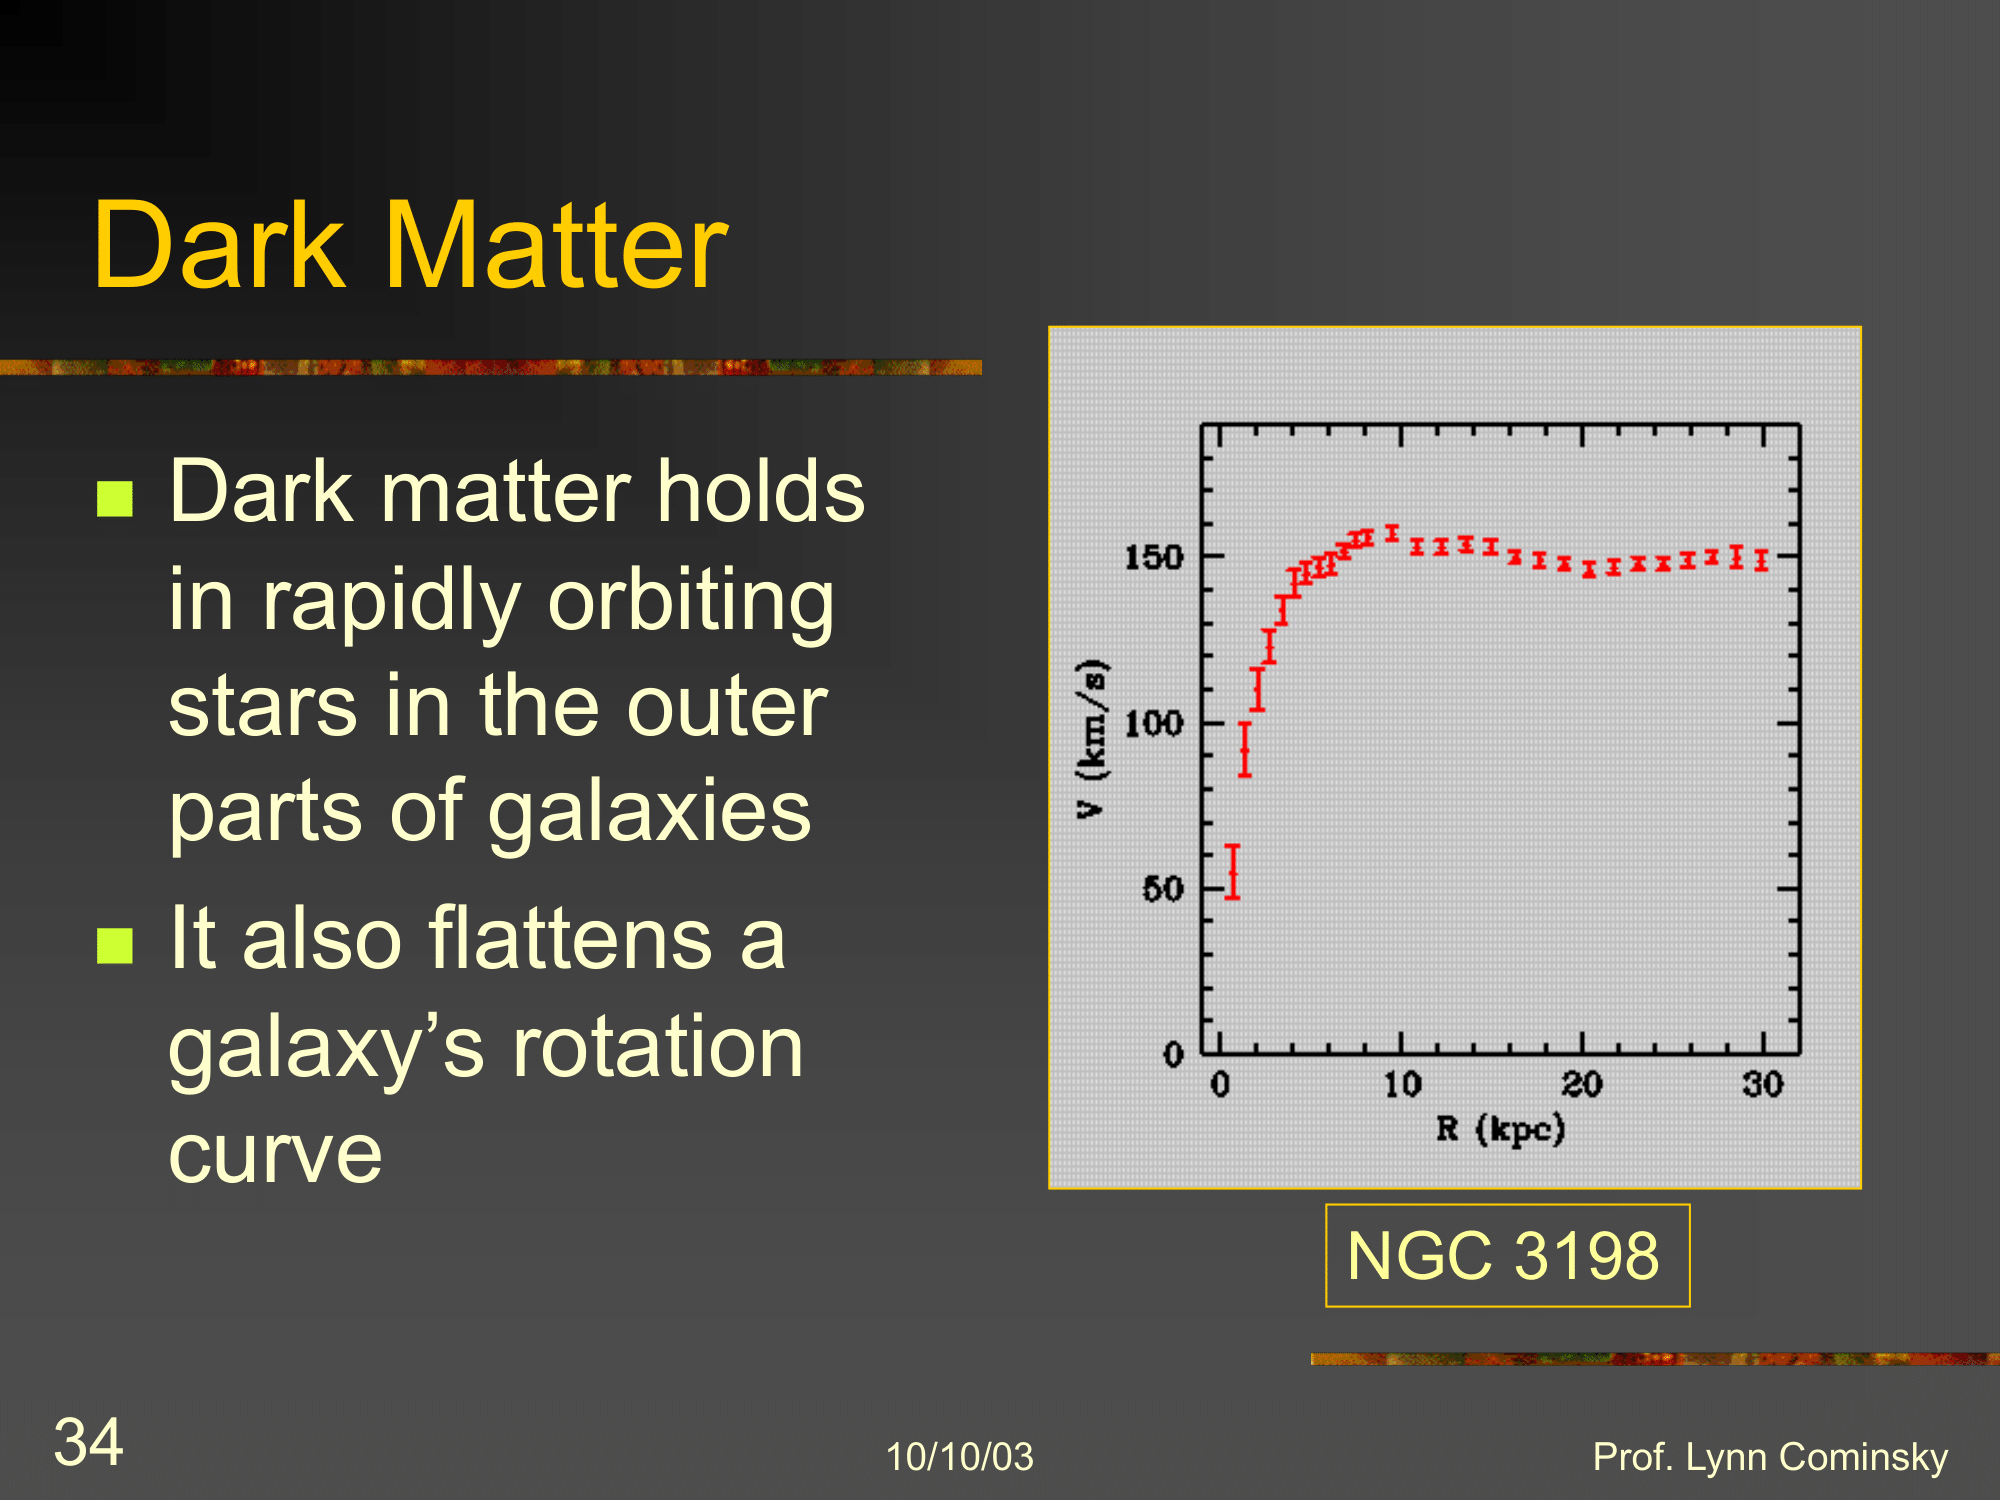 Dark Matter
■ Dark matter holds
in rapidly orbiting
stars in the outer
parts of galaxies
■ It also flattens a
galaxy’s rotation
curve
150
100
50
0
V (km/s)
0 10 20 30
R (kpc)
NGC 3198
34 10/10/03 Prof. Lynn Cominsky